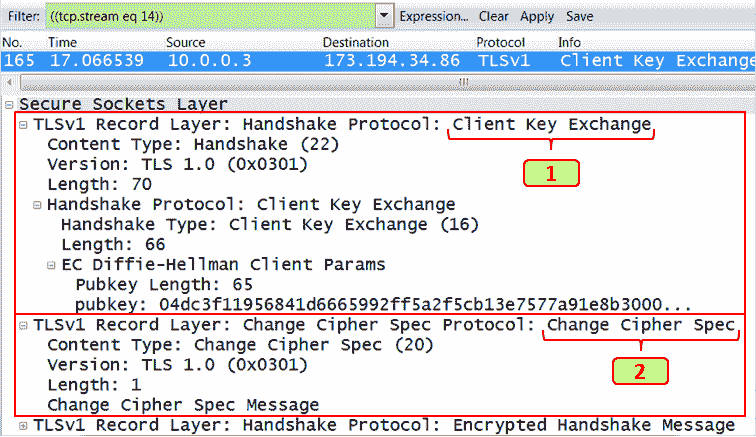 Filter: ((tcp.stream eq 14)) Expression... Clear Apply Save
No. Time Source Destination Protocol Info
165 17.066539 10.0.0.3 173.194.34.86 TLSv1 Client Key Exchange
Secure Sockets Layer
TLSv1 Record Layer: Handshake Protocol: Client Key Exchange
Content Type: Handshake (22)
1
Version: TLS 1.0 (0x0301)
Length: 70
Handshake Protocol: Client Key Exchange
Handshake Type: Client Key Exchange (16)
Length: 66
EC Diffie-Hellman Client Params
Pubkey Length: 65
pubkey: 04dc3f11956841d6665992ff5a2f5cb13e7577a91e8b3000...
TLSv1 Record Layer: Change Cipher Spec Protocol: Change Cipher Spec
Content Type: Change Cipher Spec (20)
Version: TLS 1.0 (0x0301)
2
Length: 1
Change Cipher Spec Message
TLSv1 Record Layer: Handshake Protocol: Encrypted Handshake Message